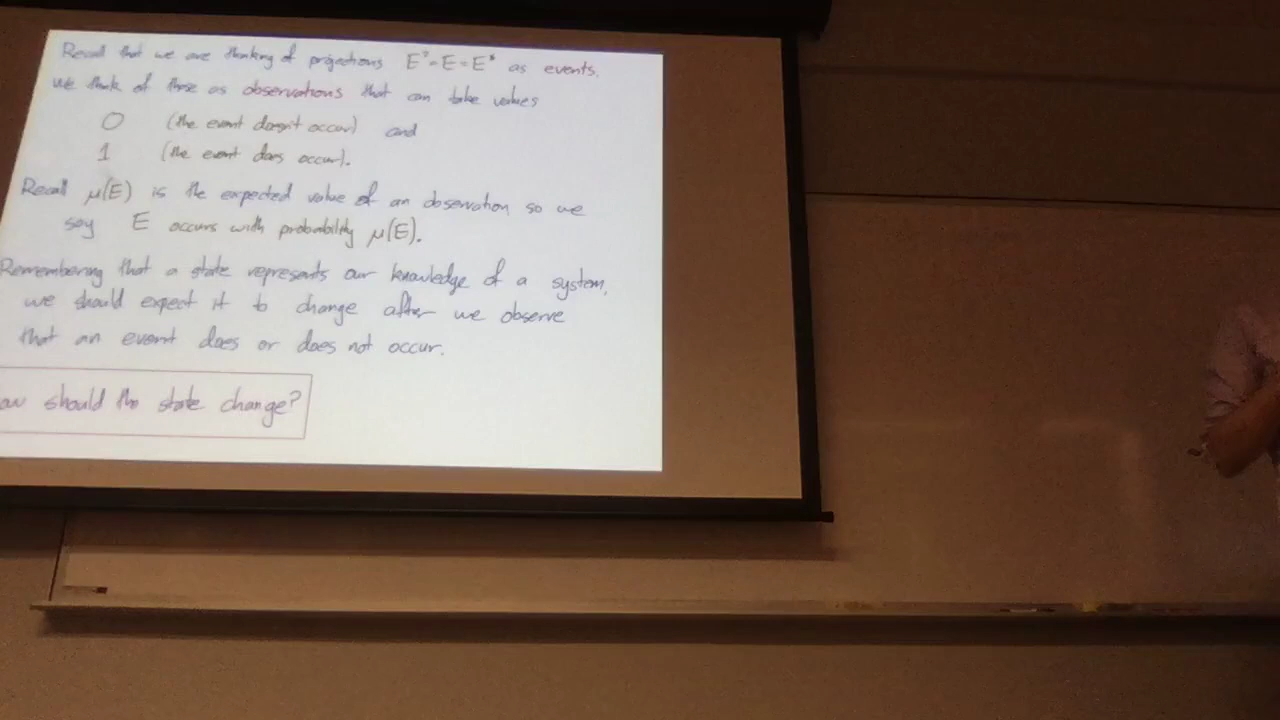 Recall that we are thinking of projections E² = E = E* as events.
We think of these as observations that can take values
0 (the event doesn't occur) and
1 (the event does occur).
Recall μ(E) is the expected value of an observation so we
say E occurs with probability μ(E).
Remembering that a state represents our knowledge of a system,
we should expect it to change after we observe
that an event does or does not occur.
should the state change?